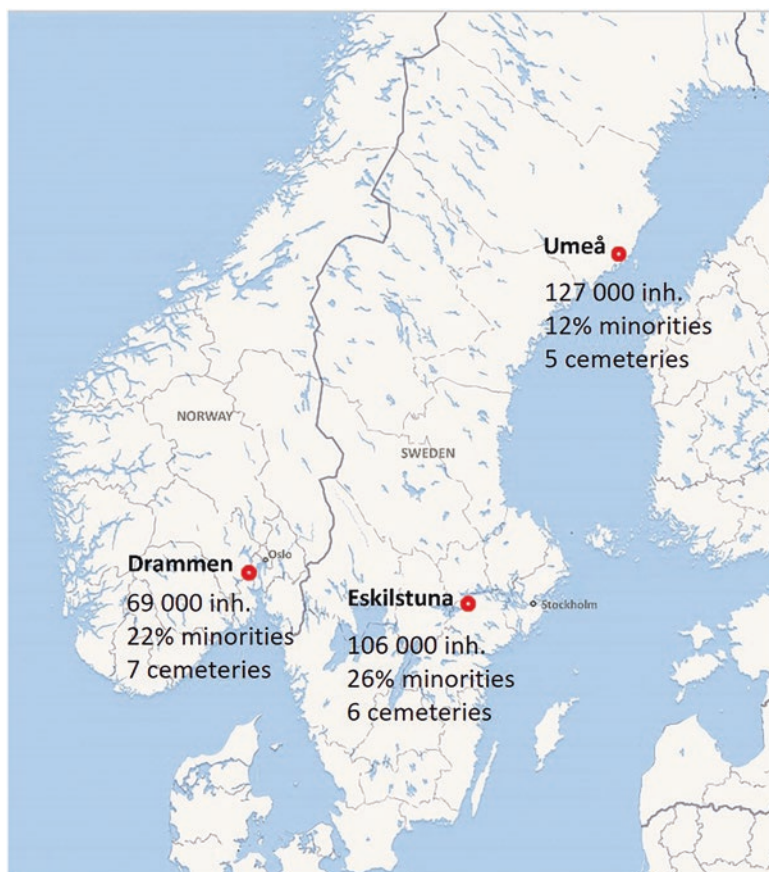 Umeå
127 000 inh.
12% minorities
5 cemeteries
NORWAY
SWEDEN
Drammen
Oslo
69 000 inh.
22% minorities
7 cemeteries
Eskilstuna
Stockholm
106 000 inh.
26% minorities
6 cemeteries